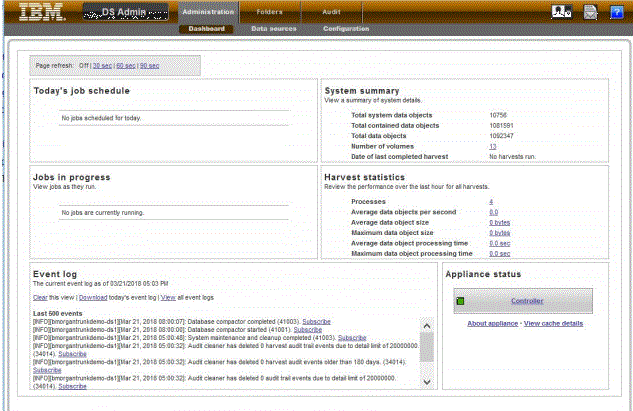 IBM. DS Admin Administration Folders Audit
Dashboard Data sources Configuration
Page refresh: Off | 30 sec | 60 sec | 90 sec
Today's job schedule
No jobs scheduled for today.
System summary
View a summary of system details.
Total system data objects 10756
Total contained data objects 1081591
Total data objects 1092347
Number of volumes 13
Date of last completed harvest No harvests run.
Jobs in progress
View jobs as they run.
No jobs are currently running.
Harvest statistics
Review the performance over the last hour for all harvests.
Processes 4
Average data objects per second 0.0
Average data object size 0 bytes
Maximum data object size 0 bytes
Average data object processing time 0.0 sec
Maximum data object processing time 0.0 sec
Event log
The current event log as of 03/21/2018 05:03 PM
Clear this view | Download today's event log | View all event logs
Last 500 events
[INFO][bmorgantrunkdemo-ds1][Mar 21, 2018 08:00:07]: Database compactor completed (41003). Subscribe
[INFO][bmorgantrunkdemo-ds1][Mar 21, 2018 08:00:06]: Database compactor started (41001). Subscribe
[INFO][bmorgantrunkdemo-ds1][Mar 21, 2018 05:00:48]: System maintenance and cleanup completed (41003). Subscribe
[INFO][bmorgantrunkdemo-ds1][Mar 21, 2018 05:00:32]: Audit cleaner has deleted 0 harvest audit trail events due to detail limit of 20000000.
(34014). Subscribe
[INFO][bmorgantrunkdemo-ds1][Mar 21, 2018 05:00:32]: Audit cleaner has deleted 0 harvest audit events older than 180 days. (34014).
Subscribe
[INFO][bmorgantrunkdemo-ds1][Mar 21, 2018 05:00:32]: Audit cleaner has deleted 0 audit trail events due to detail limit of 20000000.
(34014). Subscribe
Appliance status
Controller
About appliance - View cache details